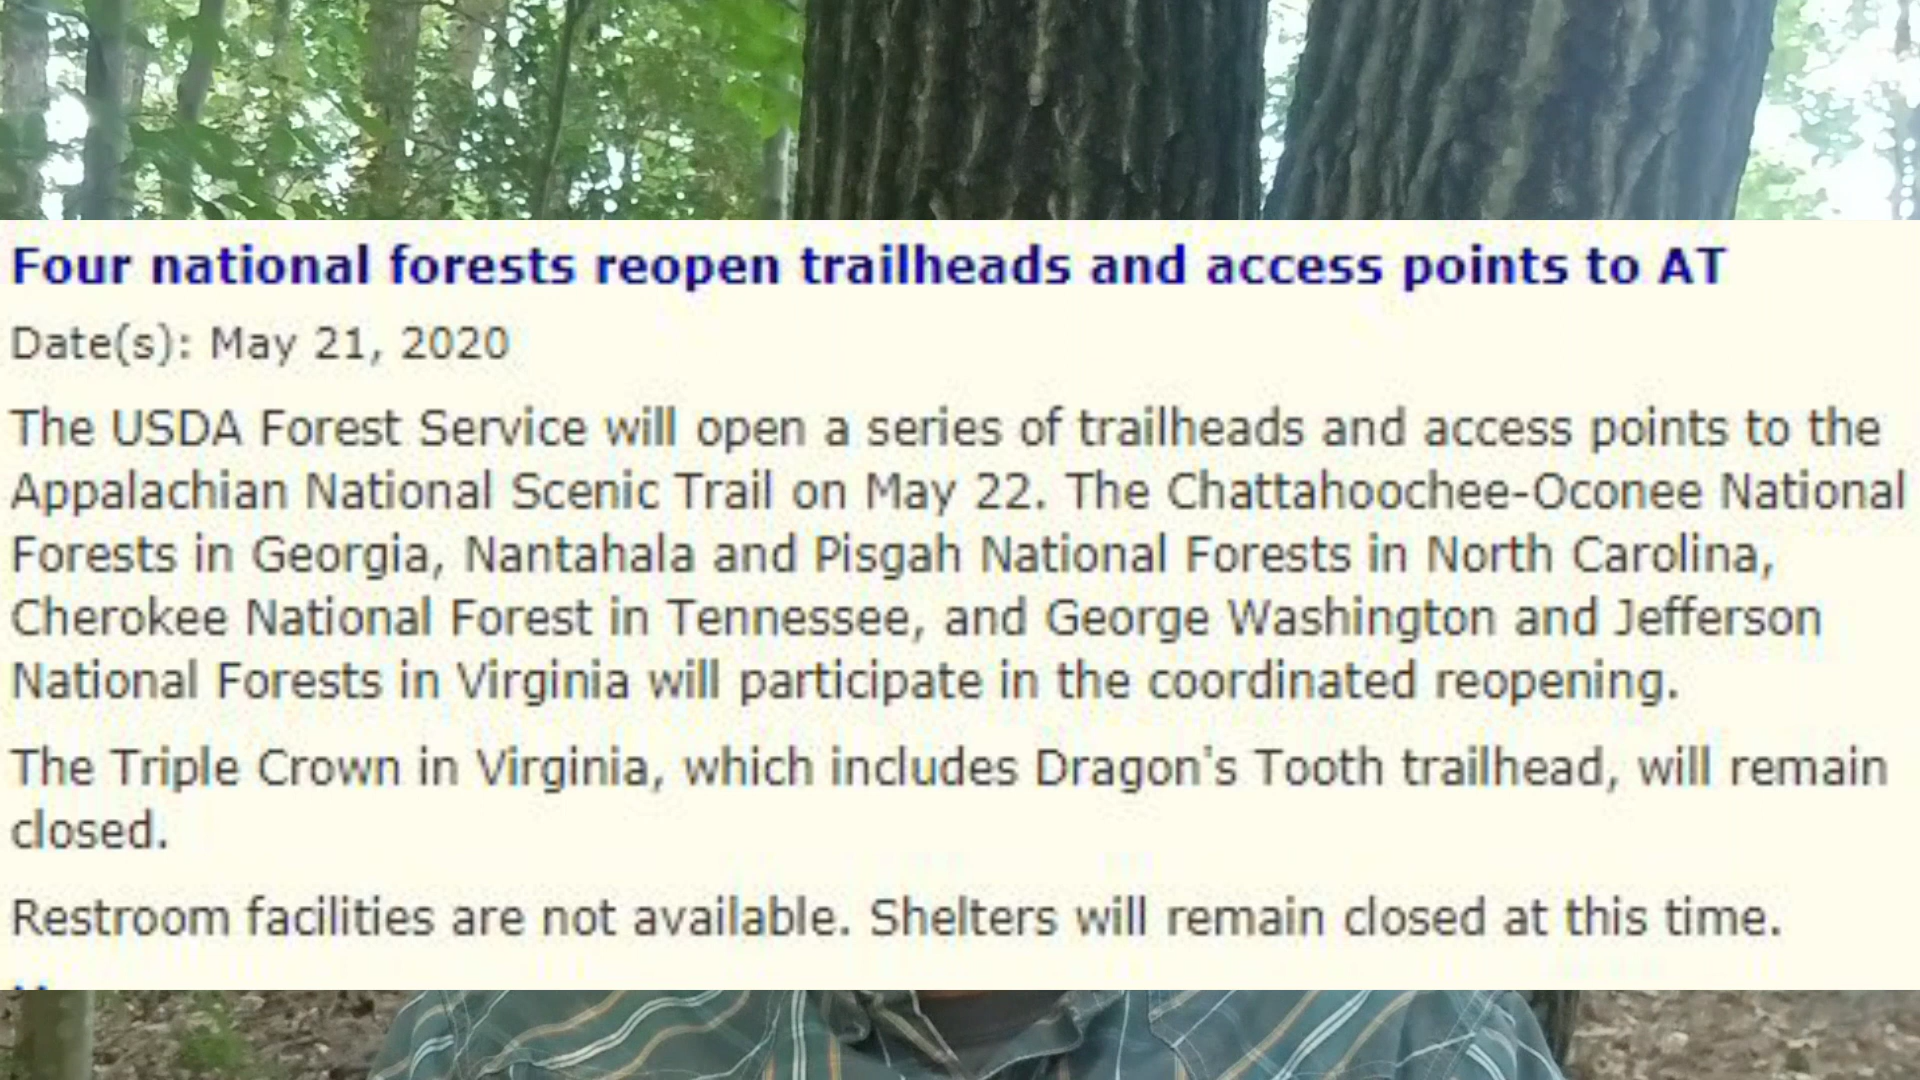 Four national forests reopen trailheads and access points to AT
Date(s): May 21, 2020
The USDA Forest Service will open a series of trailheads and access points to the
Appalachian National Scenic Trail on May 22. The Chattahoochee-Oconee National
Forests in Georgia, Nantahala and Pisgah National Forests in North Carolina,
Cherokee National Forest in Tennessee, and George Washington and Jefferson
National Forests in Virginia will participate in the coordinated reopening.
The Triple Crown in Virginia, which includes Dragon's Tooth trailhead, will remain
closed.
Restroom facilities are not available. Shelters will remain closed at this time.